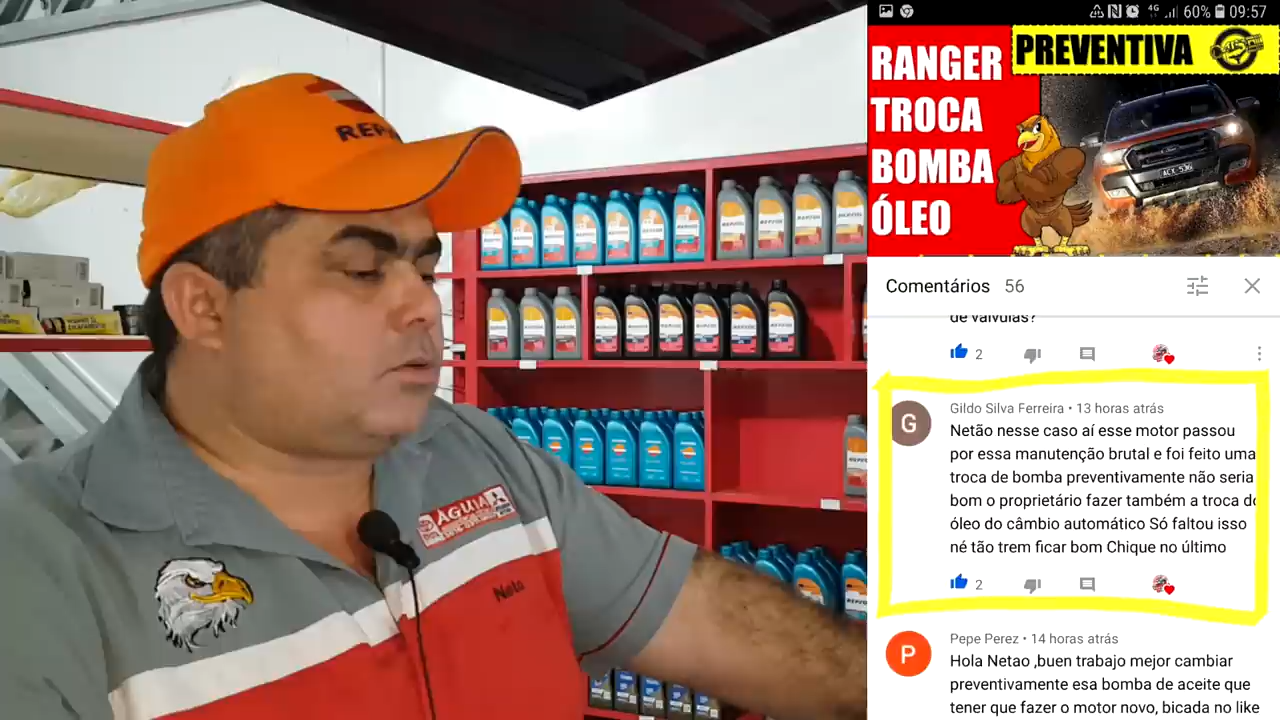 4G 60% 09:57
PREVENTIVA
RANGER
TROCA
BOMBA
ÓLEO
Comentários 56
de válvulas?
2
G
Gildo Silva Ferreira • 13 horas atrás
Netão nesse caso aí esse motor passou
por essa manutenção brutal e foi feito uma
troca de bomba preventivamente não seria
bom o proprietário fazer também a troca do
óleo do câmbio automático Só faltou isso
né tão trem ficar bom Chique no último
2
P
Pepe Perez • 14 horas atrás
Hola Netao ,buen trabajo mejor cambiar
preventivamente esa bomba de aceite que
tener que fazer o motor novo, bicada no like
ÁGUIA
Neto